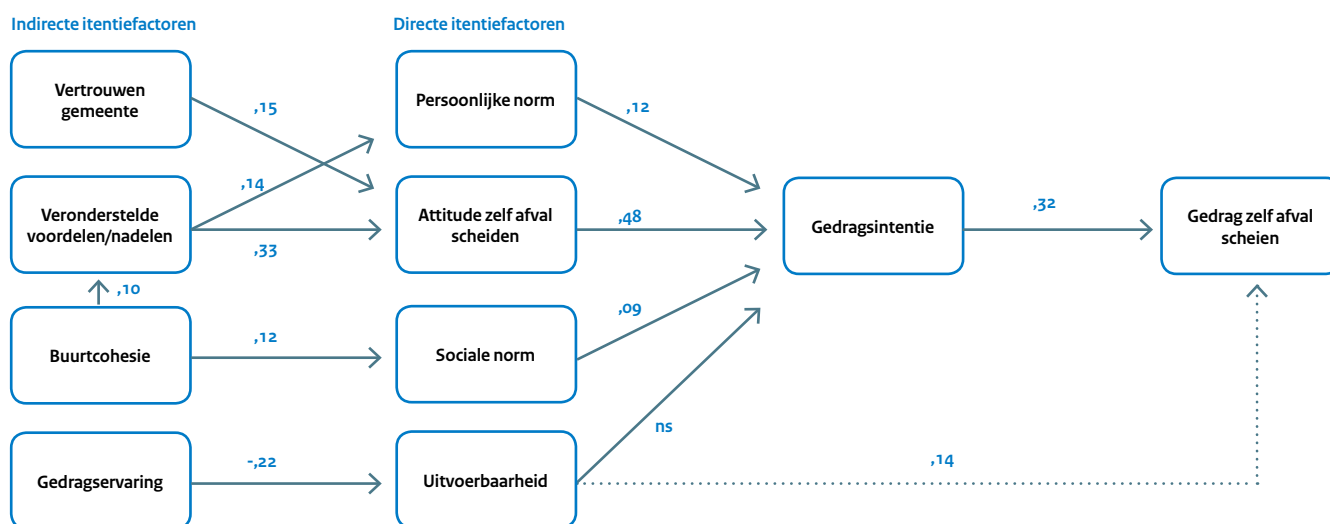 Indirecte itentiefactoren
Directe itentiefactoren
Vertrouwen
gemeente
,15
Persoonlijke norm
,12
Veronderstelde
voordelen/nadelen
,14
,33
Attitude zelf afval
scheiden
,48
Gedragsintentie
,32
Gedrag zelf afval
scheien
,10
Buurtcohesie
,12
Sociale norm
,09
ns
Gedragservaring
-,22
Uitvoerbaarheid
,14